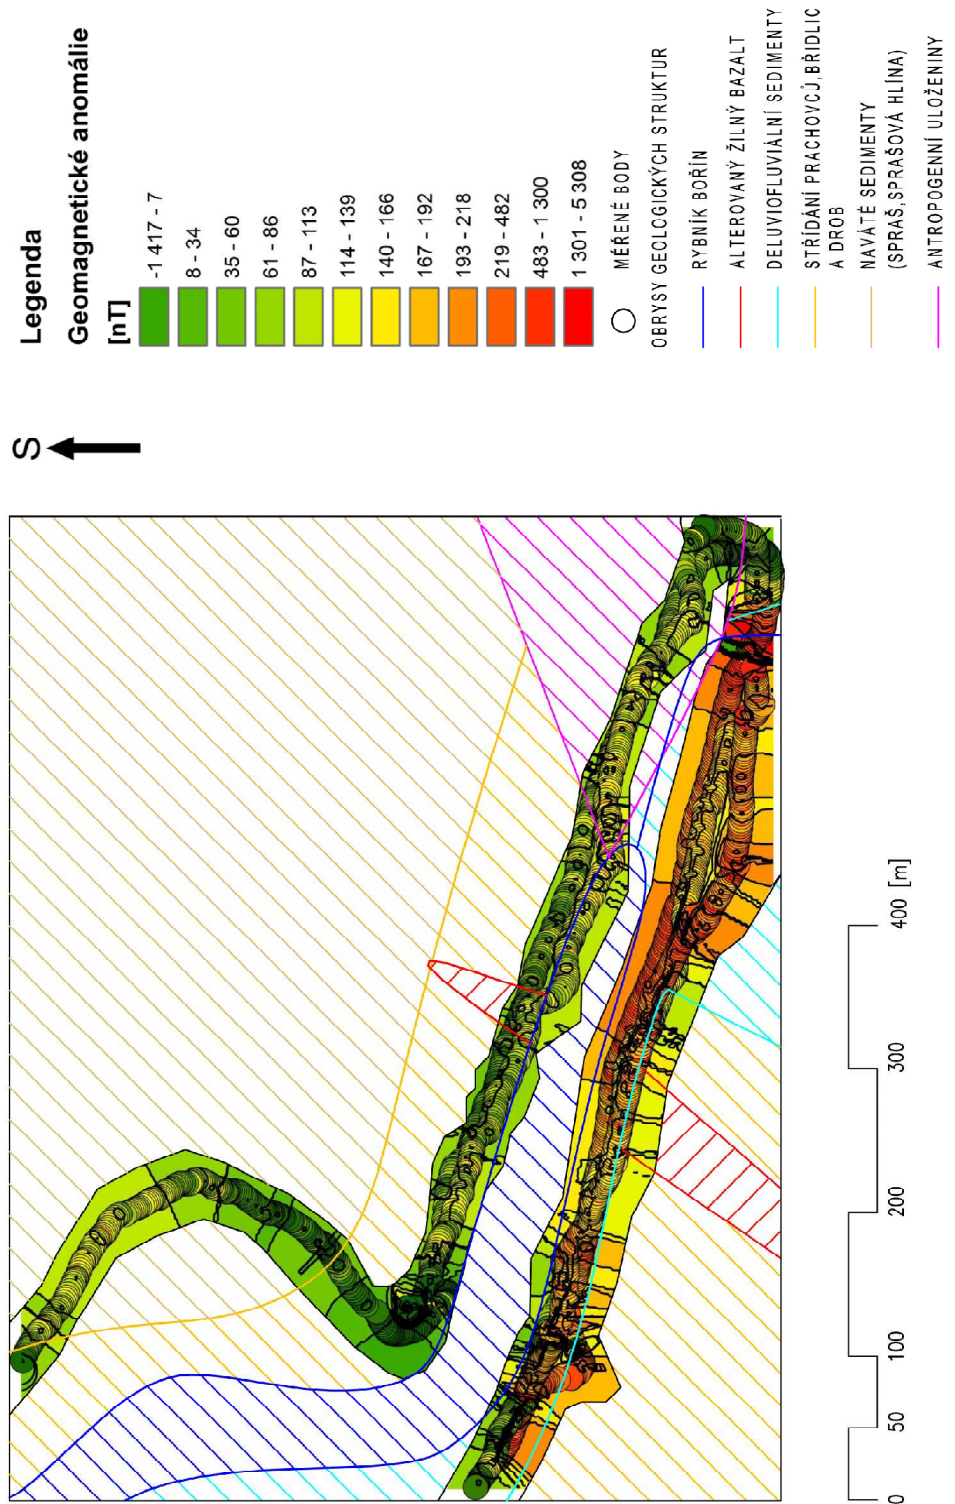 Legenda
Geomagnetické anomálie
[nT]
-1 417 - 7
8 - 34
35 - 60
61 - 86
87 - 113
114 - 139
140 - 166
167 - 192
193 - 218
219 - 482
483 - 1 300
1 301 - 5 308
MĚŘENÉ BODY
OBRYSY GEOLOGICKÝCH STRUKTUR
RYBNÍK BOŘÍN
ALTEROVANÝ ŽILNÝ BAZALT
DELUVIOFLUVIÁLNÍ SEDIMENTY
STŘÍDÁNÍ PRACHOVCŮ,BŘIDLIC
A DROB
NAVÁTÉ SEDIMENTY
(SPRAŠ,SPRAŠOVÁ HLÍNA)
ANTROPOGENNÍ ULOŽENINY
S
0 50 100 200 300 400 [m]